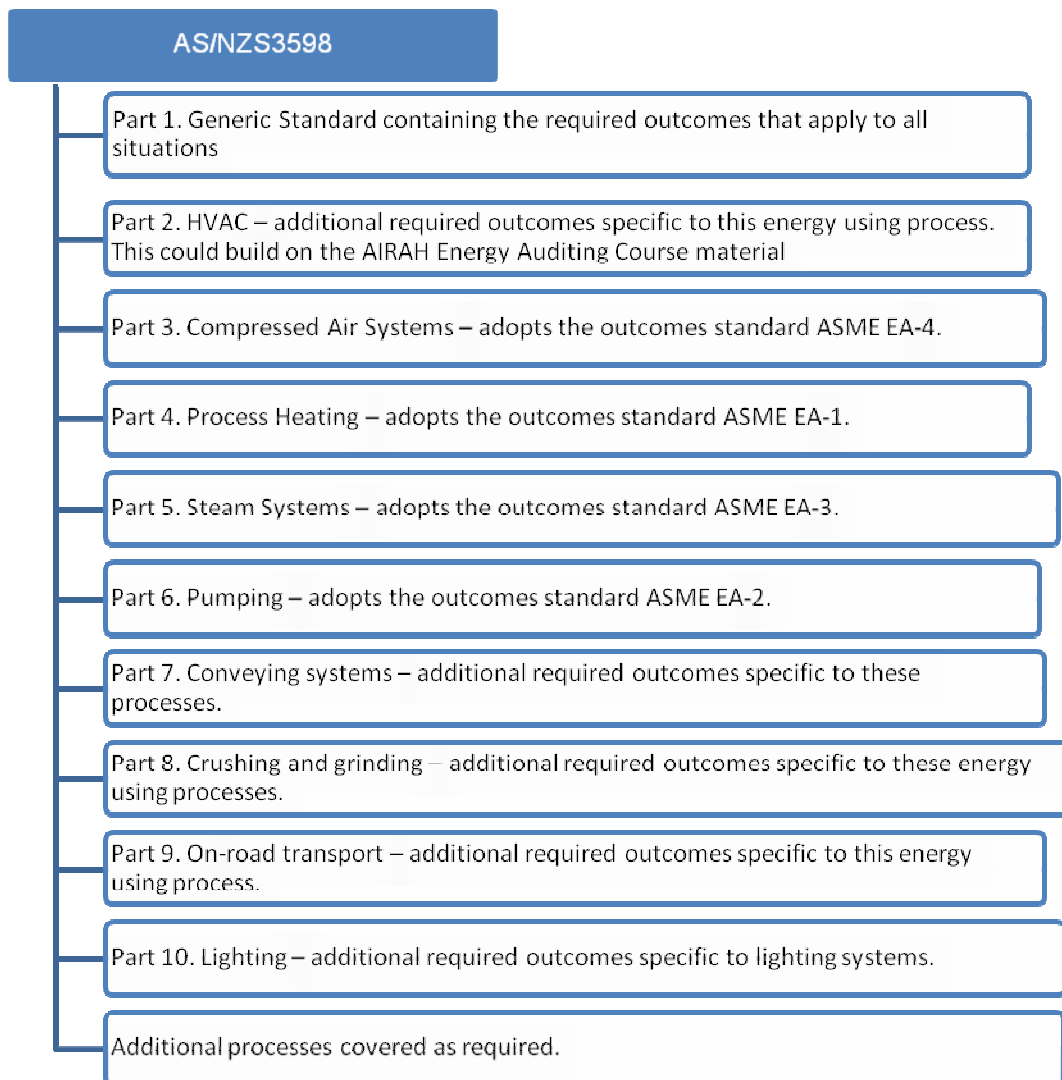 AS/NZS3598
Part 1. Generic Standard containing the required outcomes that apply to all
situations
Part 2. HVAC – additional required outcomes specific to this energy using process.
This could build on the AIRAH Energy Auditing Course material
Part 3. Compressed Air Systems – adopts the outcomes standard ASME EA-4.
Part 4. Process Heating – adopts the outcomes standard ASME EA-1.
Part 5. Steam Systems – adopts the outcomes standard ASME EA-3.
Part 6. Pumping – adopts the outcomes standard ASME EA-2.
Part 7. Conveying systems – additional required outcomes specific to these
processes.
Part 8. Crushing and grinding – additional required outcomes specific to these energy
using processes.
Part 9. On-road transport – additional required outcomes specific to this energy
using process.
Part 10. Lighting – additional required outcomes specific to lighting systems.
Additional processes covered as required.